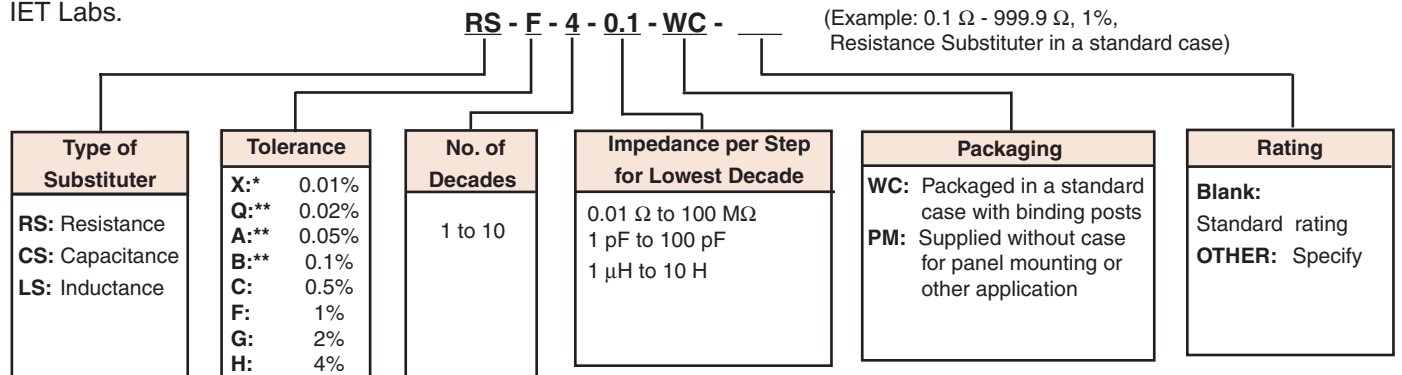 IET Labs.
RS - F - 4 - 0.1 - WC - ___
(Example: 0.1 Ω - 999.9 Ω, 1%,
Resistance Substituter in a standard case)
Type of
Substituter
RS: Resistance
CS: Capacitance
LS: Inductance
Tolerance
X:* 0.01%
Q:** 0.02%
A:** 0.05%
B:** 0.1%
C: 0.5%
F: 1%
G: 2%
H: 4%
No. of
Decades
1 to 10
Impedance per Step
for Lowest Decade
0.01 Ω to 100 MΩ
1 pF to 100 pF
1 μH to 10 H
Packaging
WC: Packaged in a standard
case with binding posts
PM: Supplied without case
for panel mounting or
other application
Rating
Blank:
Standard rating
OTHER: Specify